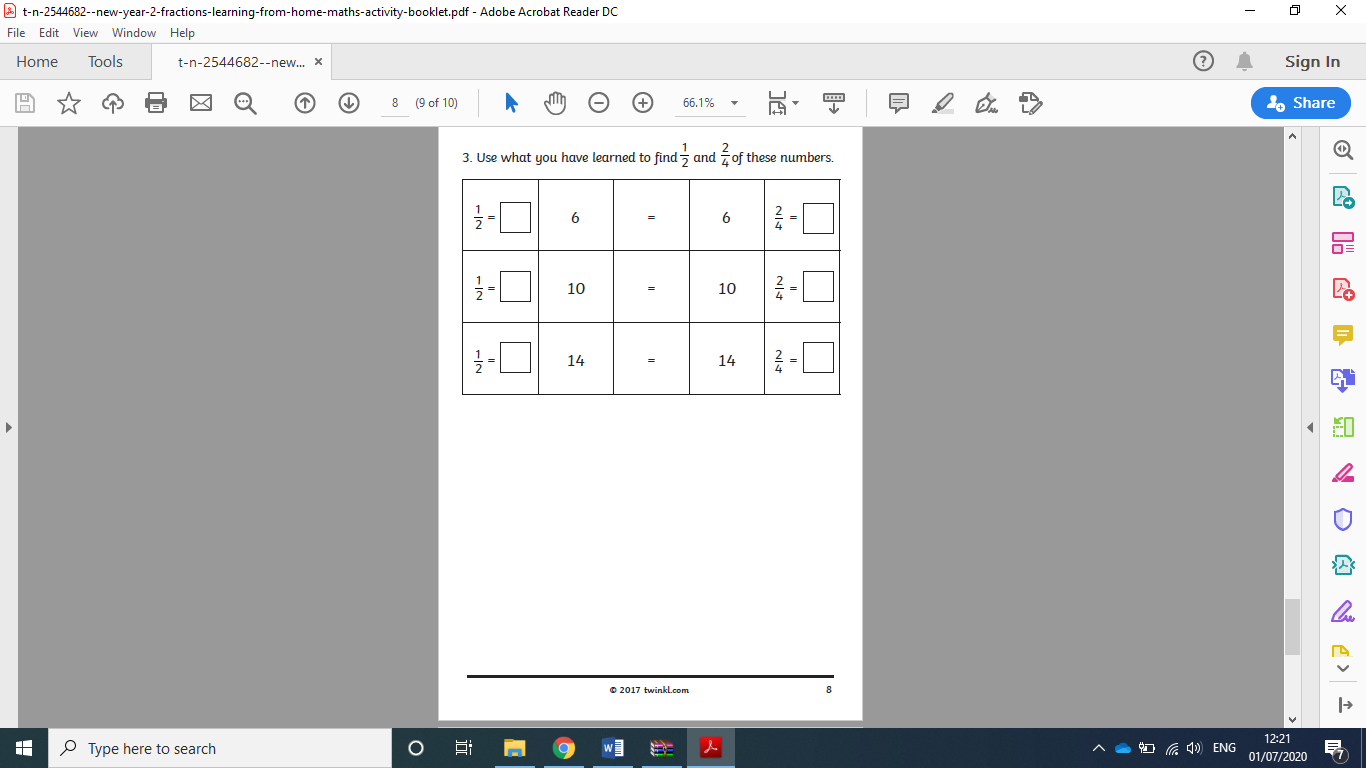 t-n-2544682--new-year-2-fractions-learning-from-home-maths-activity-booklet.pdf - Adobe Acrobat Reader DC
File Edit View Window Help
Home Tools t-n-2544682--new... × Sign In
8 (9 of 10) 66.1% Share
3. Use what you have learned to find 1/2 and 2/4 of these numbers.
1/2 = 6 = 6 2/4 =
1/2 = 10 = 10 2/4 =
1/2 = 14 = 14 2/4 =
© 2017 twinkl.com 8
Type here to search ENG 12:21
01/07/2020 7